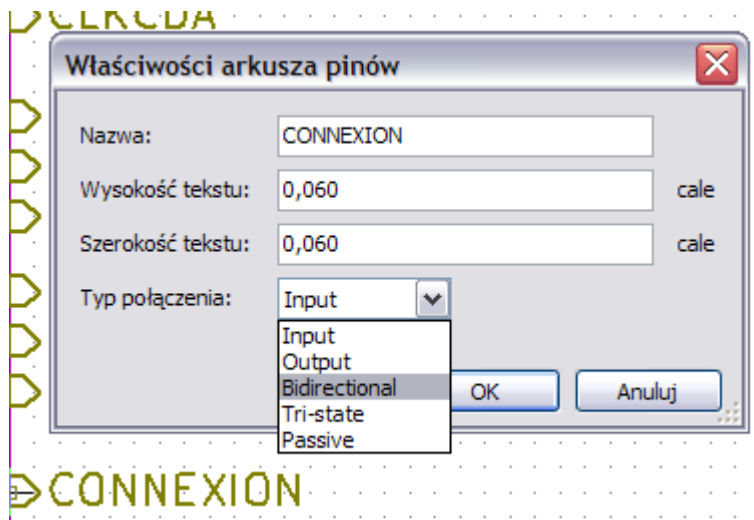 CLKCDA
Właściwości arkusza pinów
Nazwa: CONNEXION
Wysokość tekstu: 0,060 cale
Szerokość tekstu: 0,060 cale
Typ połączenia: Input
Input
Output
Bidirectional
Tri-state
Passive
OK Anuluj
CONNEXION